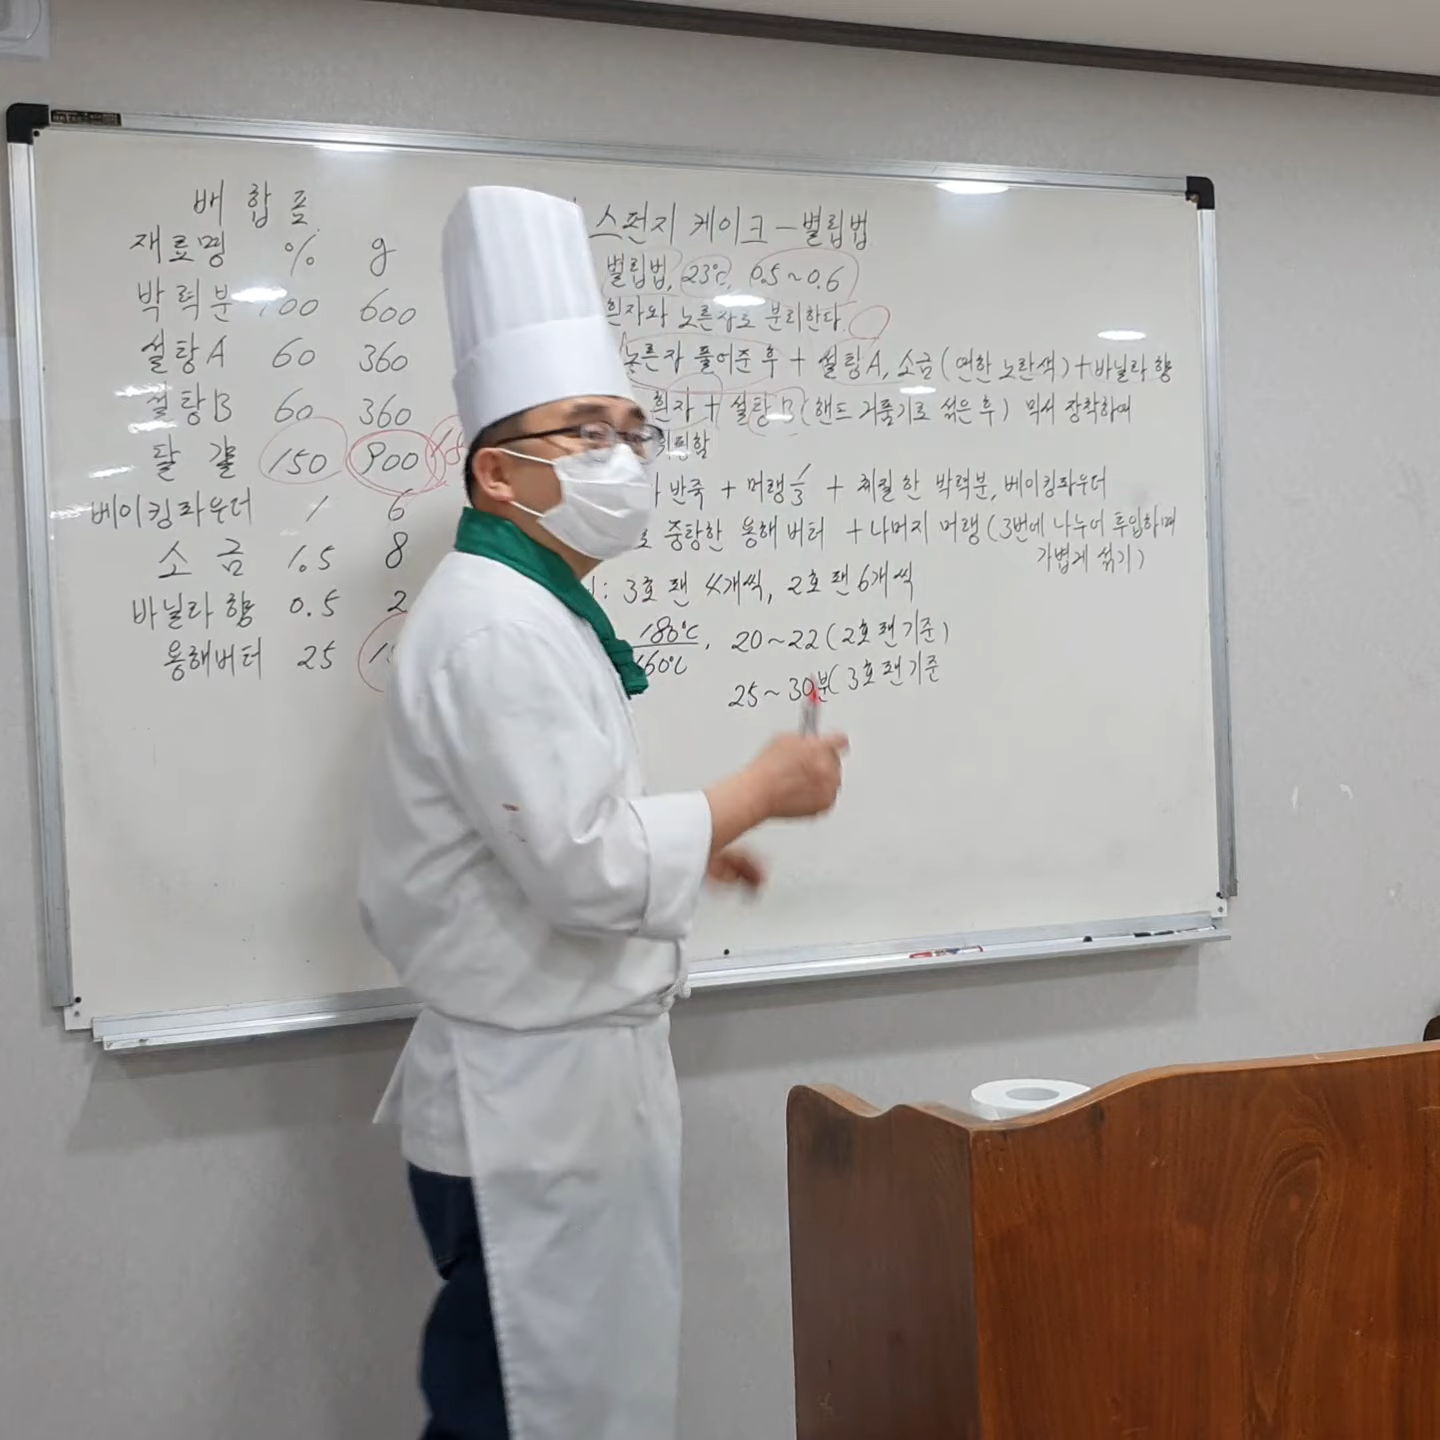 배합표
재료명 % g
박력분 100 600
설탕A 60 360
설탕B 60 360
달걀 150 900
베이킹파우더 1 6
소금 1.5 8
바닐라향 0.5 2
용해버터 25
스펀지 케이크 - 별립법
별립법, 23℃, 0.5~0.6
흰자와 노른자로 분리한다.
노른자 풀어준 후 + 설탕A, 소금 (연한 노란색) + 바닐라향
흰자 + 설탕B (핸드 거품기로 섞은 후) 믹서 장착하여
휘핑함
반죽 + 머랭 1/3 + 체질한 박력분, 베이킹파우더
중탕한 용해버터 + 나머지 머랭 (3번에 나누어 투입하며
가볍게 섞기)
: 3호팬 4개씩, 2호팬 6개씩
180℃ 20~22 (2호팬 기준)
160℃
25~30분 (3호팬 기준